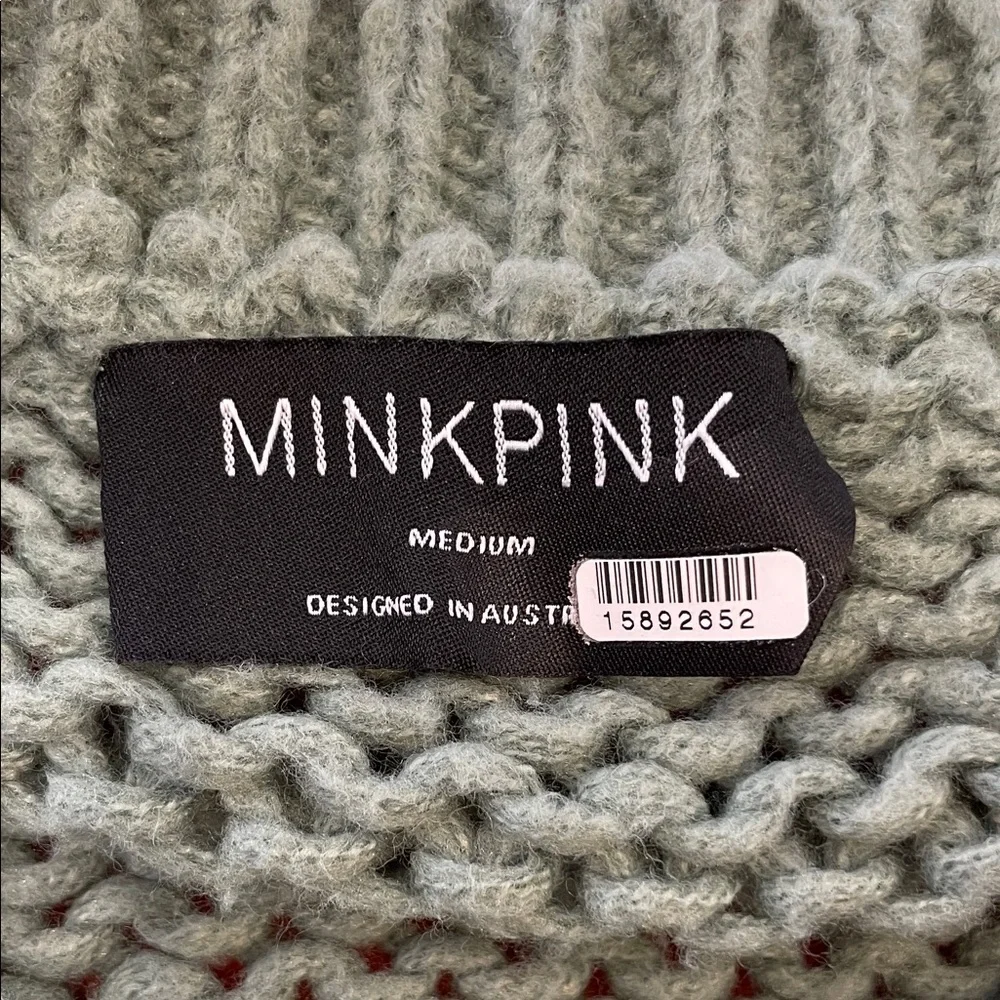 MINKPINK
MEDIUM
DESIGNED IN AUSTR
15892652